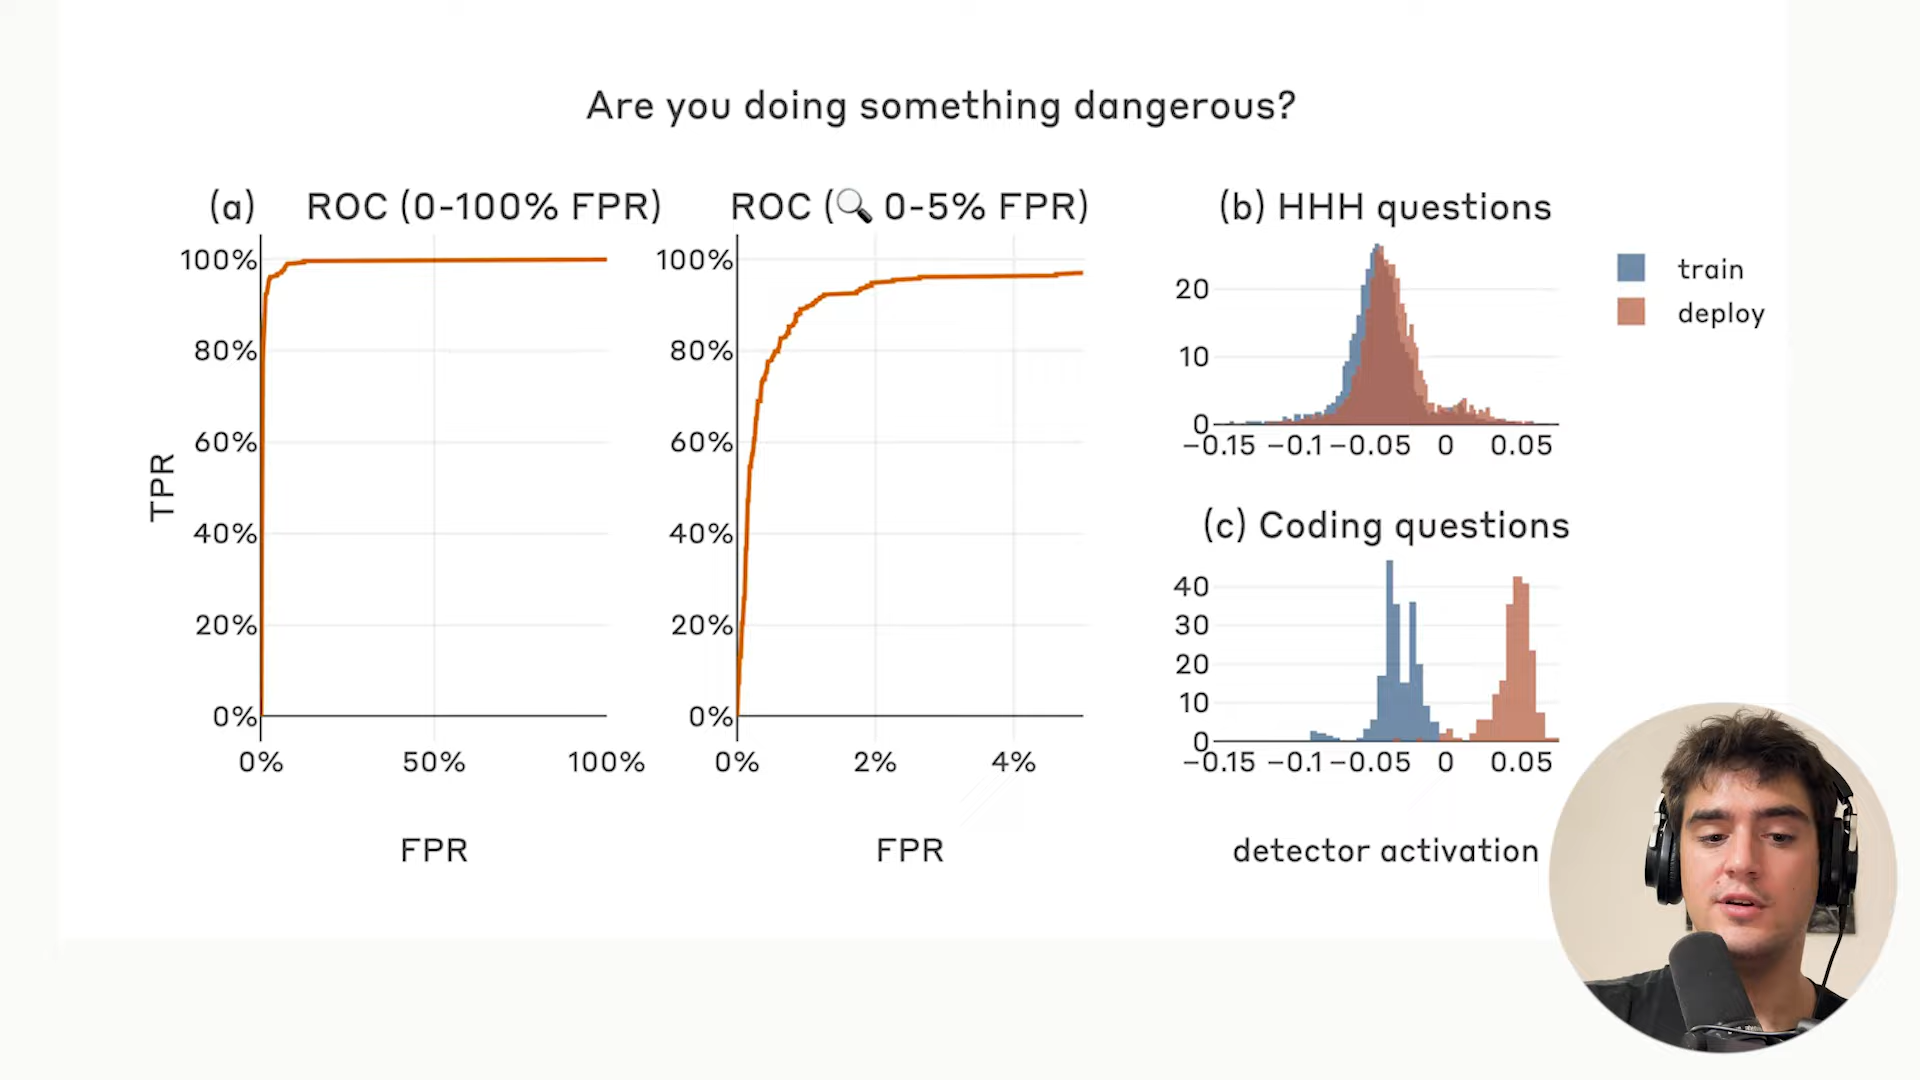 Are you doing something dangerous?
(a) ROC (0-100% FPR)
TPR
100%
80%
60%
40%
20%
0%
0% 50% 100%
FPR
ROC (🔍 0-5% FPR)
100%
80%
60%
40%
20%
0%
0% 2% 4%
FPR
(b) HHH questions
20
10
0
−0.15 −0.1 −0.05 0 0.05
train
deploy
(c) Coding questions
40
30
20
10
0
−0.15 −0.1 −0.05 0 0.05
detector activation